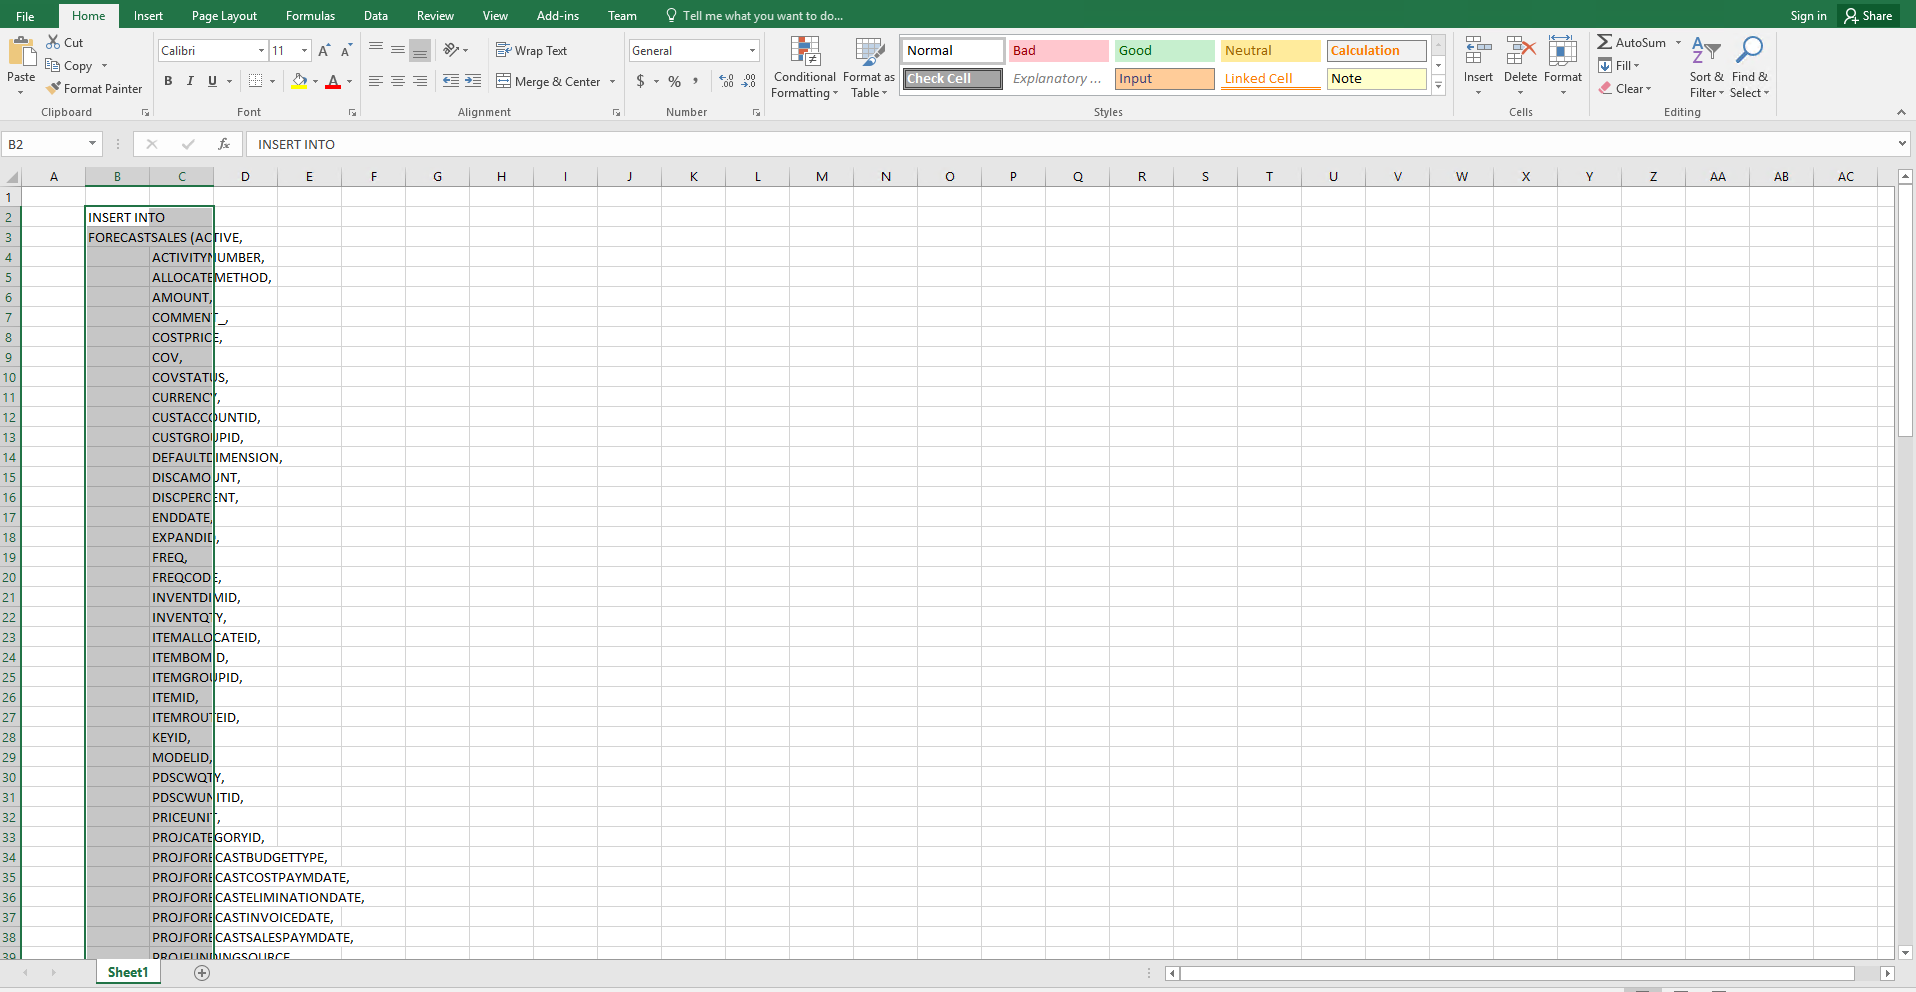 File Home Insert Page Layout Formulas Data Review View Add-ins Team Tell me what you want to do... Sign in Share
Paste Cut Copy Format Painter
Clipboard
Calibri 11
B I U A
Font
Wrap Text
Merge & Center
Alignment
General
$ % ,
Number
Conditional Formatting
Format as Table
Normal Bad Good Neutral Calculation
Check Cell Explanatory ... Input Linked Cell Note
Styles
Insert Delete Format
Cells
AutoSum
Fill
Clear
Sort & Filter
Find & Select
Editing
B2 fx INSERT INTO
A B C D E F G H I J K L M N O P Q R S T U V W X Y Z AA AB AC
1
2 INSERT INTO
3 FORECASTSALES (ACTIVE,
4 ACTIVITYNUMBER,
5 ALLOCATEMETHOD,
6 AMOUNT,
7 COMMENT_,
8 COSTPRICE,
9 COV,
10 COVSTATUS,
11 CURRENCY,
12 CUSTACCOUNTID,
13 CUSTGROUPID,
14 DEFAULTDIMENSION,
15 DISCAMOUNT,
16 DISCPERCENT,
17 ENDDATE,
18 EXPANDID,
19 FREQ,
20 FREQCODE,
21 INVENTDIMID,
22 INVENTQTY,
23 ITEMALLOCATEID,
24 ITEMBOMID,
25 ITEMGROUPID,
26 ITEMID,
27 ITEMROUTEID,
28 KEYID,
29 MODELID,
30 PDSCWQTY,
31 PDSCWUNITID,
32 PRICEUNIT,
33 PROJCATEGORYID,
34 PROJFORECASTBUDGETTYPE,
35 PROJFORECASTCOSTPAYMDATE,
36 PROJFORECASTELIMINATIONDATE,
37 PROJFORECASTINVOICEDATE,
38 PROJFORECASTSALESPAYMDATE,
39 PROJFUNDINGSOURCE
Sheet1